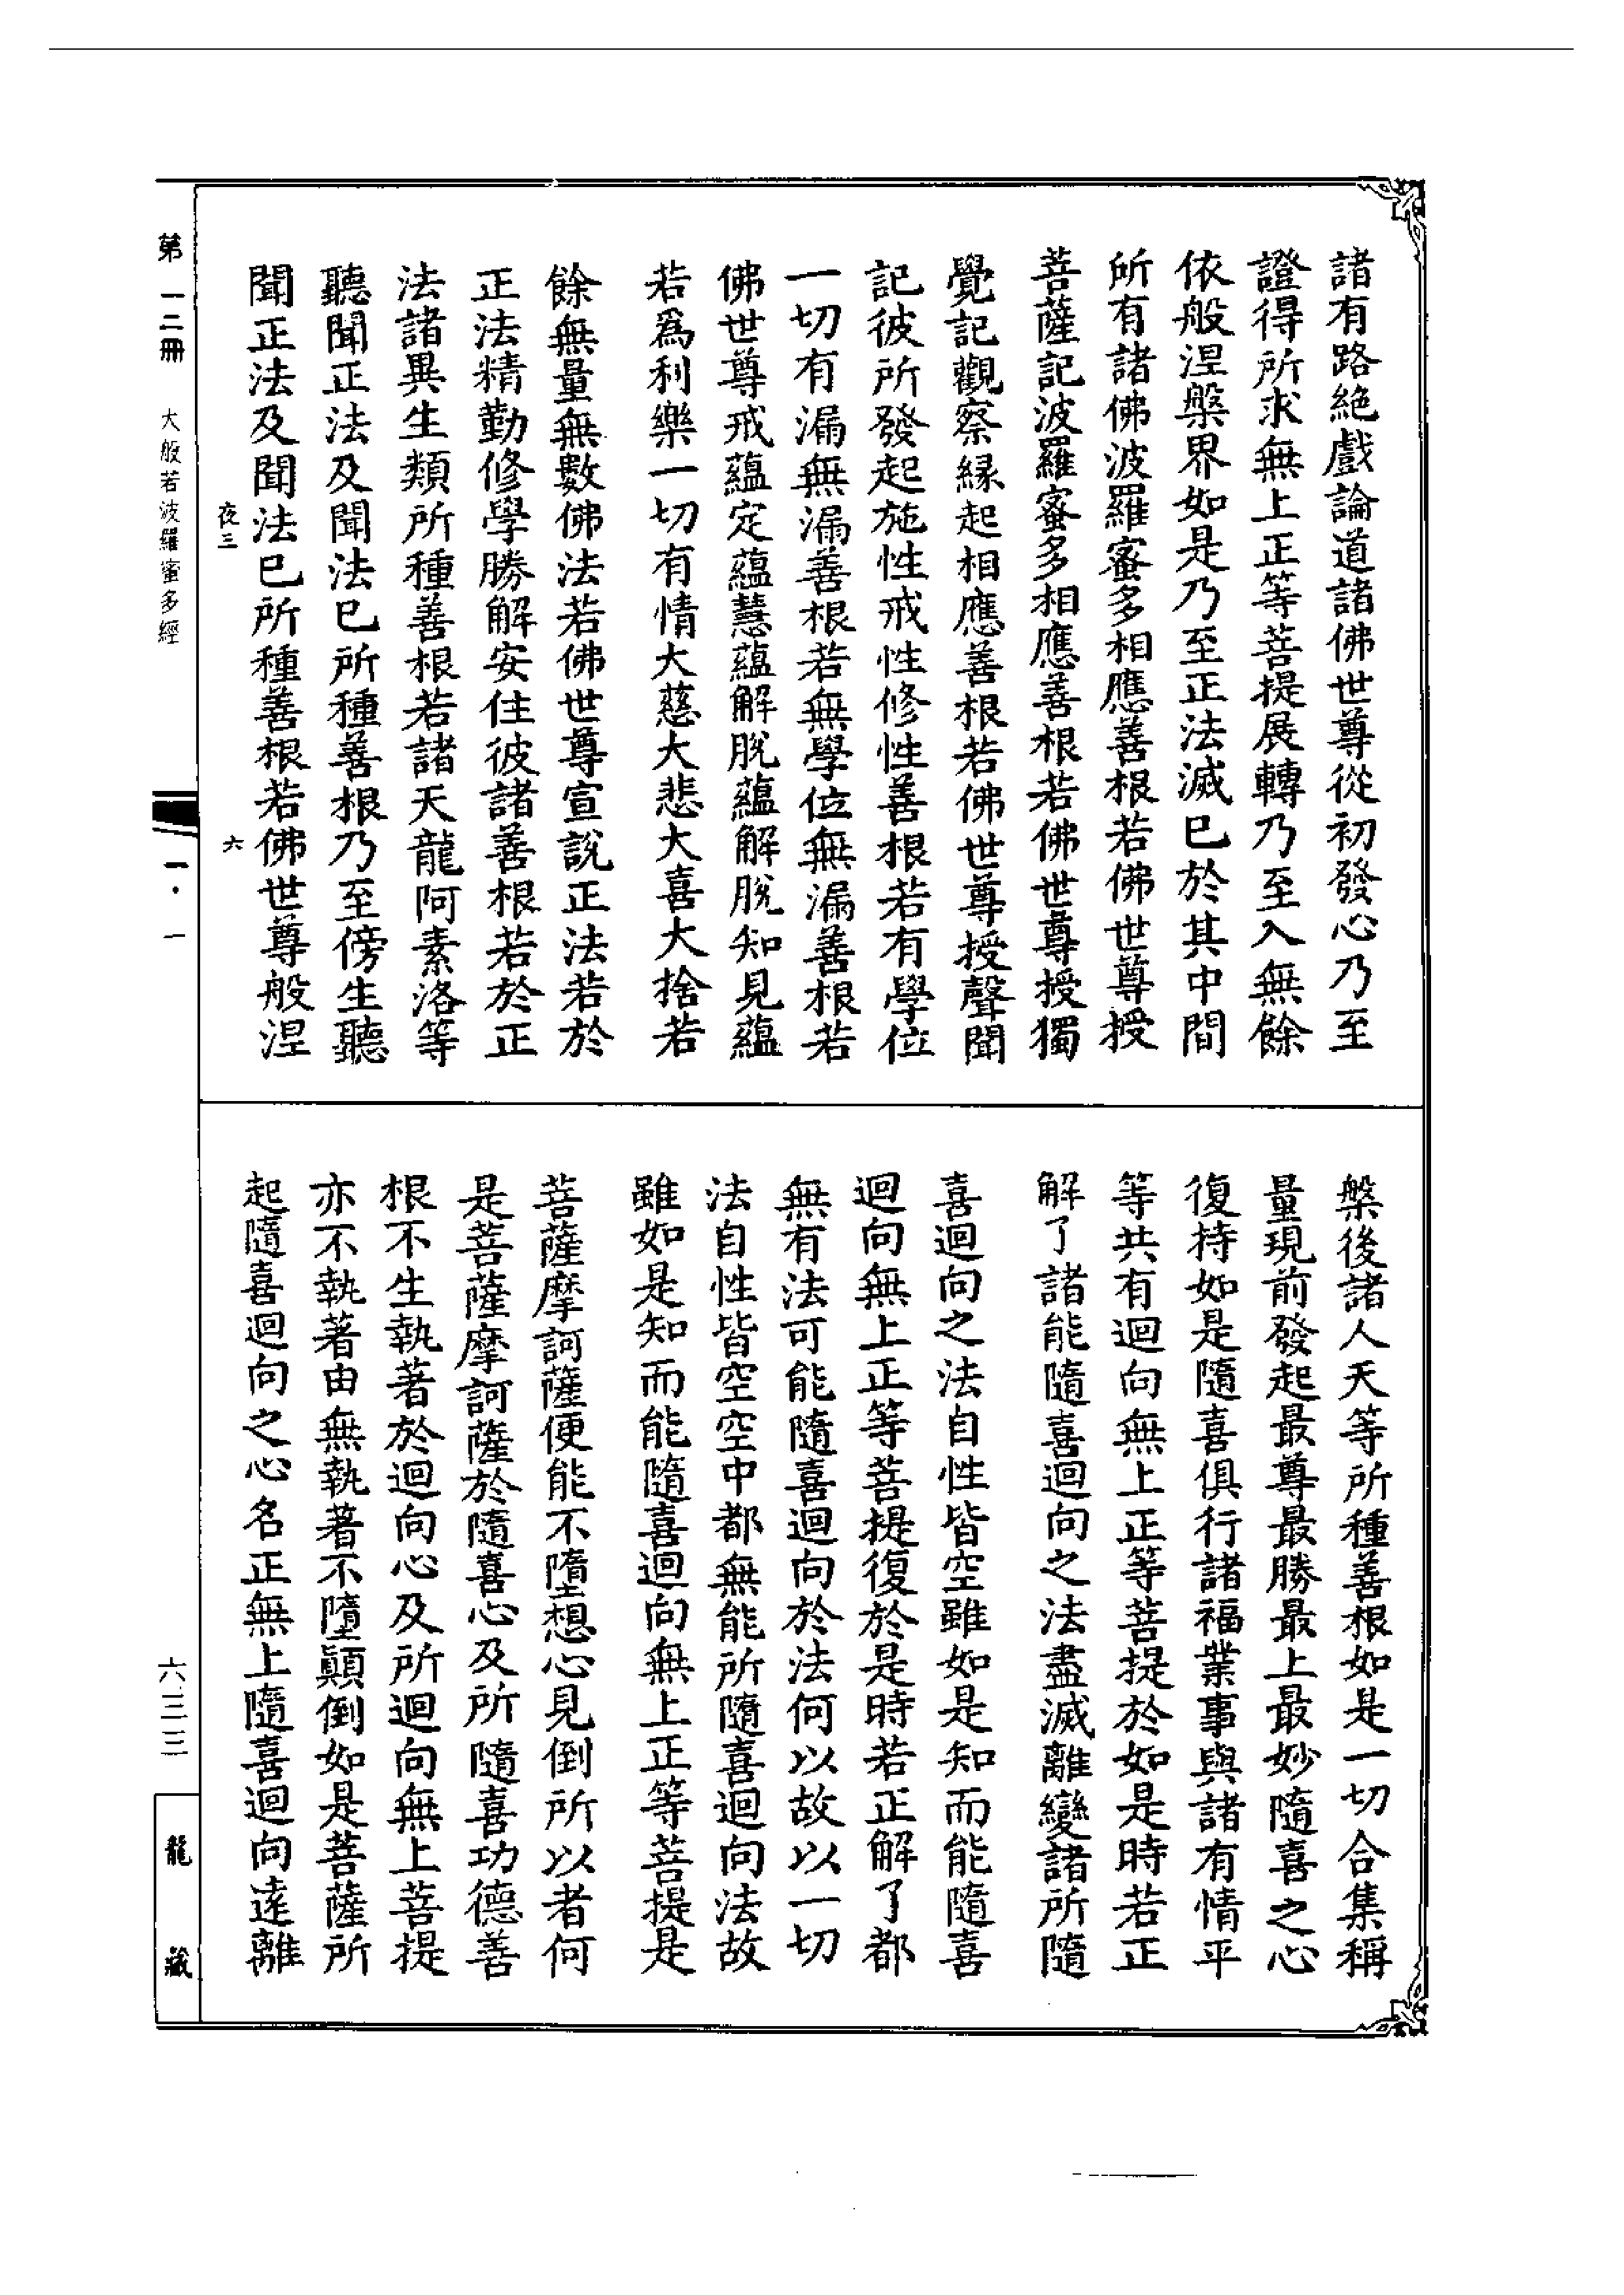 諸有路絶戲論道諸佛世尊從初發心乃至
證得所求無上正等菩提展轉乃至入無餘
依般涅槃界如是乃至正法滅已於其中間
所有諸佛波羅蜜多相應善根若佛世尊授
菩薩記波羅蜜多相應善根若佛世尊授獨
覺記觀察緣起相應善根若佛世尊授聲聞
記彼所發起施性戒性修性善根若有學位
一切有漏無漏善根若無學位無漏善根若
佛世尊戒蘊定蘊慧蘊解脫蘊解脫知見蘊
若爲利樂一切有情大慈大悲大喜大捨若
餘無量無數佛法若佛世尊宣說正法若於
正法精勤修學勝解安住彼諸善根若於正
法諸異生類所種善根若諸天龍阿素洛等
聽聞正法及聞法已所種善根乃至傍生聽
聞正法及聞法已所種善根若佛世尊般涅
夜三
六
槃後諸人天等所種善根如是一切合集稱
量現前發起最尊最勝最上最妙隨喜之心
復持如是隨喜俱行諸福業事與諸有情平
等共有迴向無上正等菩提於如是時若正
解了諸能隨喜迴向之法盡滅離變諸所隨
喜迴向之法自性皆空雖如是知而能隨喜
迴向無上正等菩提復於是時若正解了都
無有法可能隨喜迴向於法何以故以一切
法自性皆空空中都無能所隨喜迴向法故
雖如是知而能隨喜迴向無上正等菩提是
菩薩摩訶薩便能不墮想心見倒所以者何
是菩薩摩訶薩於隨喜心及所隨喜功德善
根不生執著於迴向心及所迴向無上菩提
亦不執著由無執著不墮顛倒如是菩薩所
起隨喜迴向之心名正無上隨喜迴向遠離
第一二冊 大般若波羅蜜多經
一·一
六三三
龍藏